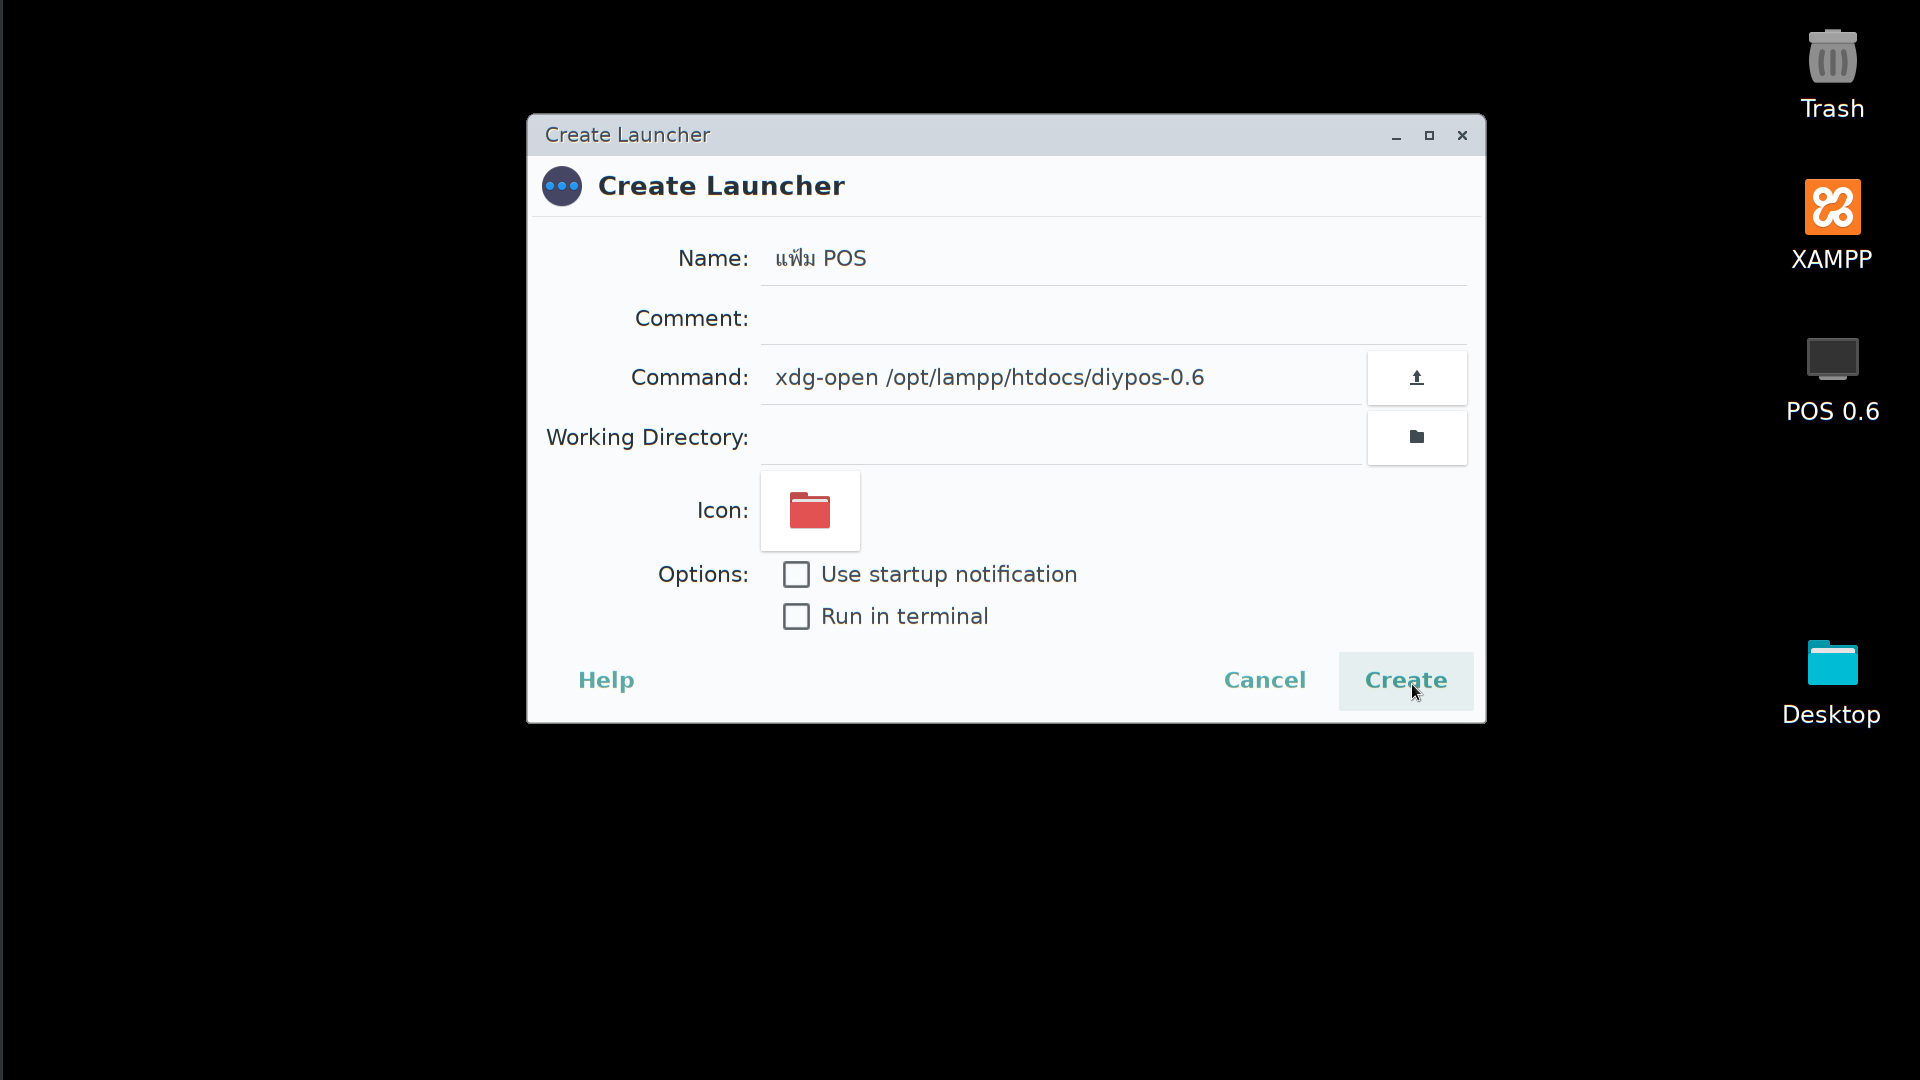 Create Launcher
Create Launcher
Name: แฟ้ม POS
Comment:
Command: xdg-open /opt/lampp/htdocs/diypos-0.6
Working Directory:
Icon:
Options: Use startup notification
Run in terminal
Help Cancel Create
Trash
XAMPP
POS 0.6
Desktop